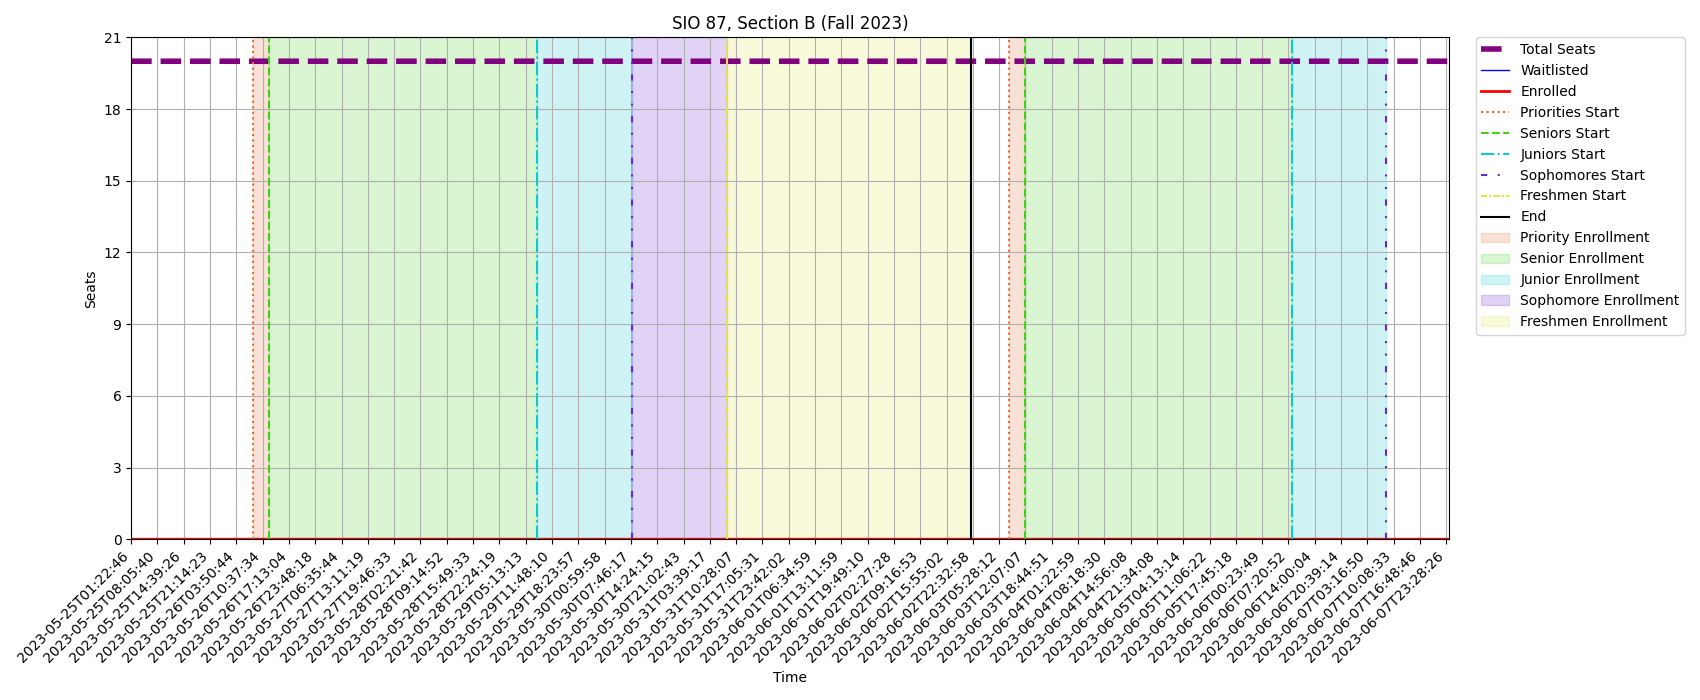 SIO 87, Section B (Fall 2023)
Seats
21
18
15
12
9
6
3
0
2023-05-25T01:22:46
2023-05-25T08:05:40
2023-05-25T14:39:26
2023-05-25T21:14:23
2023-05-26T03:50:44
2023-05-26T10:37:34
2023-05-26T17:13:04
2023-05-26T23:48:18
2023-05-27T06:35:44
2023-05-27T13:11:19
2023-05-27T19:46:33
2023-05-28T02:21:42
2023-05-28T09:14:52
2023-05-28T15:49:33
2023-05-28T22:24:19
2023-05-29T05:13:13
2023-05-29T11:48:10
2023-05-29T18:23:57
2023-05-30T00:59:58
2023-05-30T07:46:17
2023-05-30T14:24:15
2023-05-30T21:02:43
2023-05-31T03:39:17
2023-05-31T10:28:07
2023-05-31T17:05:31
2023-05-31T23:42:02
2023-06-01T06:34:59
2023-06-01T13:11:59
2023-06-01T19:49:10
2023-06-02T02:27:28
2023-06-02T09:16:53
2023-06-02T15:55:02
2023-06-02T22:32:58
2023-06-03T05:28:12
2023-06-03T12:07:07
2023-06-03T18:44:51
2023-06-04T01:22:59
2023-06-04T08:18:30
2023-06-04T14:56:08
2023-06-04T21:34:08
2023-06-05T04:13:14
2023-06-05T11:06:22
2023-06-05T17:45:18
2023-06-06T00:23:49
2023-06-06T07:20:52
2023-06-06T14:00:04
2023-06-06T20:39:14
2023-06-07T03:16:50
2023-06-07T10:08:33
2023-06-07T16:48:46
2023-06-07T23:28:26
Time
Total Seats
Waitlisted
Enrolled
Priorities Start
Seniors Start
Juniors Start
Sophomores Start
Freshmen Start
End
Priority Enrollment
Senior Enrollment
Junior Enrollment
Sophomore Enrollment
Freshmen Enrollment